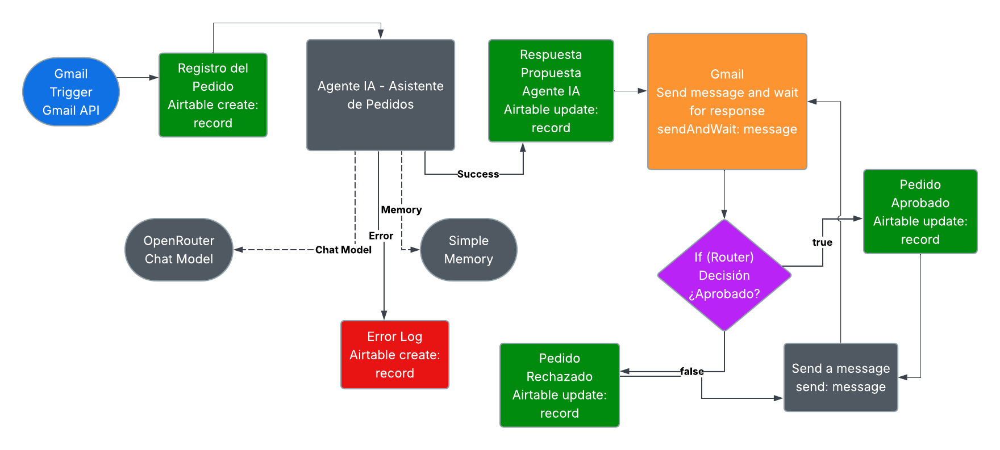 Gmail
Trigger
Gmail API
Registro del
Pedido
Airtable create:
record
Agente IA - Asistente
de Pedidos
Respuesta
Propuesta
Agente IA
Airtable update:
record
Gmail
Send message and wait
for response
sendAndWait: message
Success
Memory
Error
Chat Model
OpenRouter
Chat Model
Simple
Memory
Error Log
Airtable create:
record
If (Router)
Decisión
¿Aprobado?
true
false
Pedido
Aprobado
Airtable update:
record
Pedido
Rechazado
Airtable update:
record
Send a message
send: message